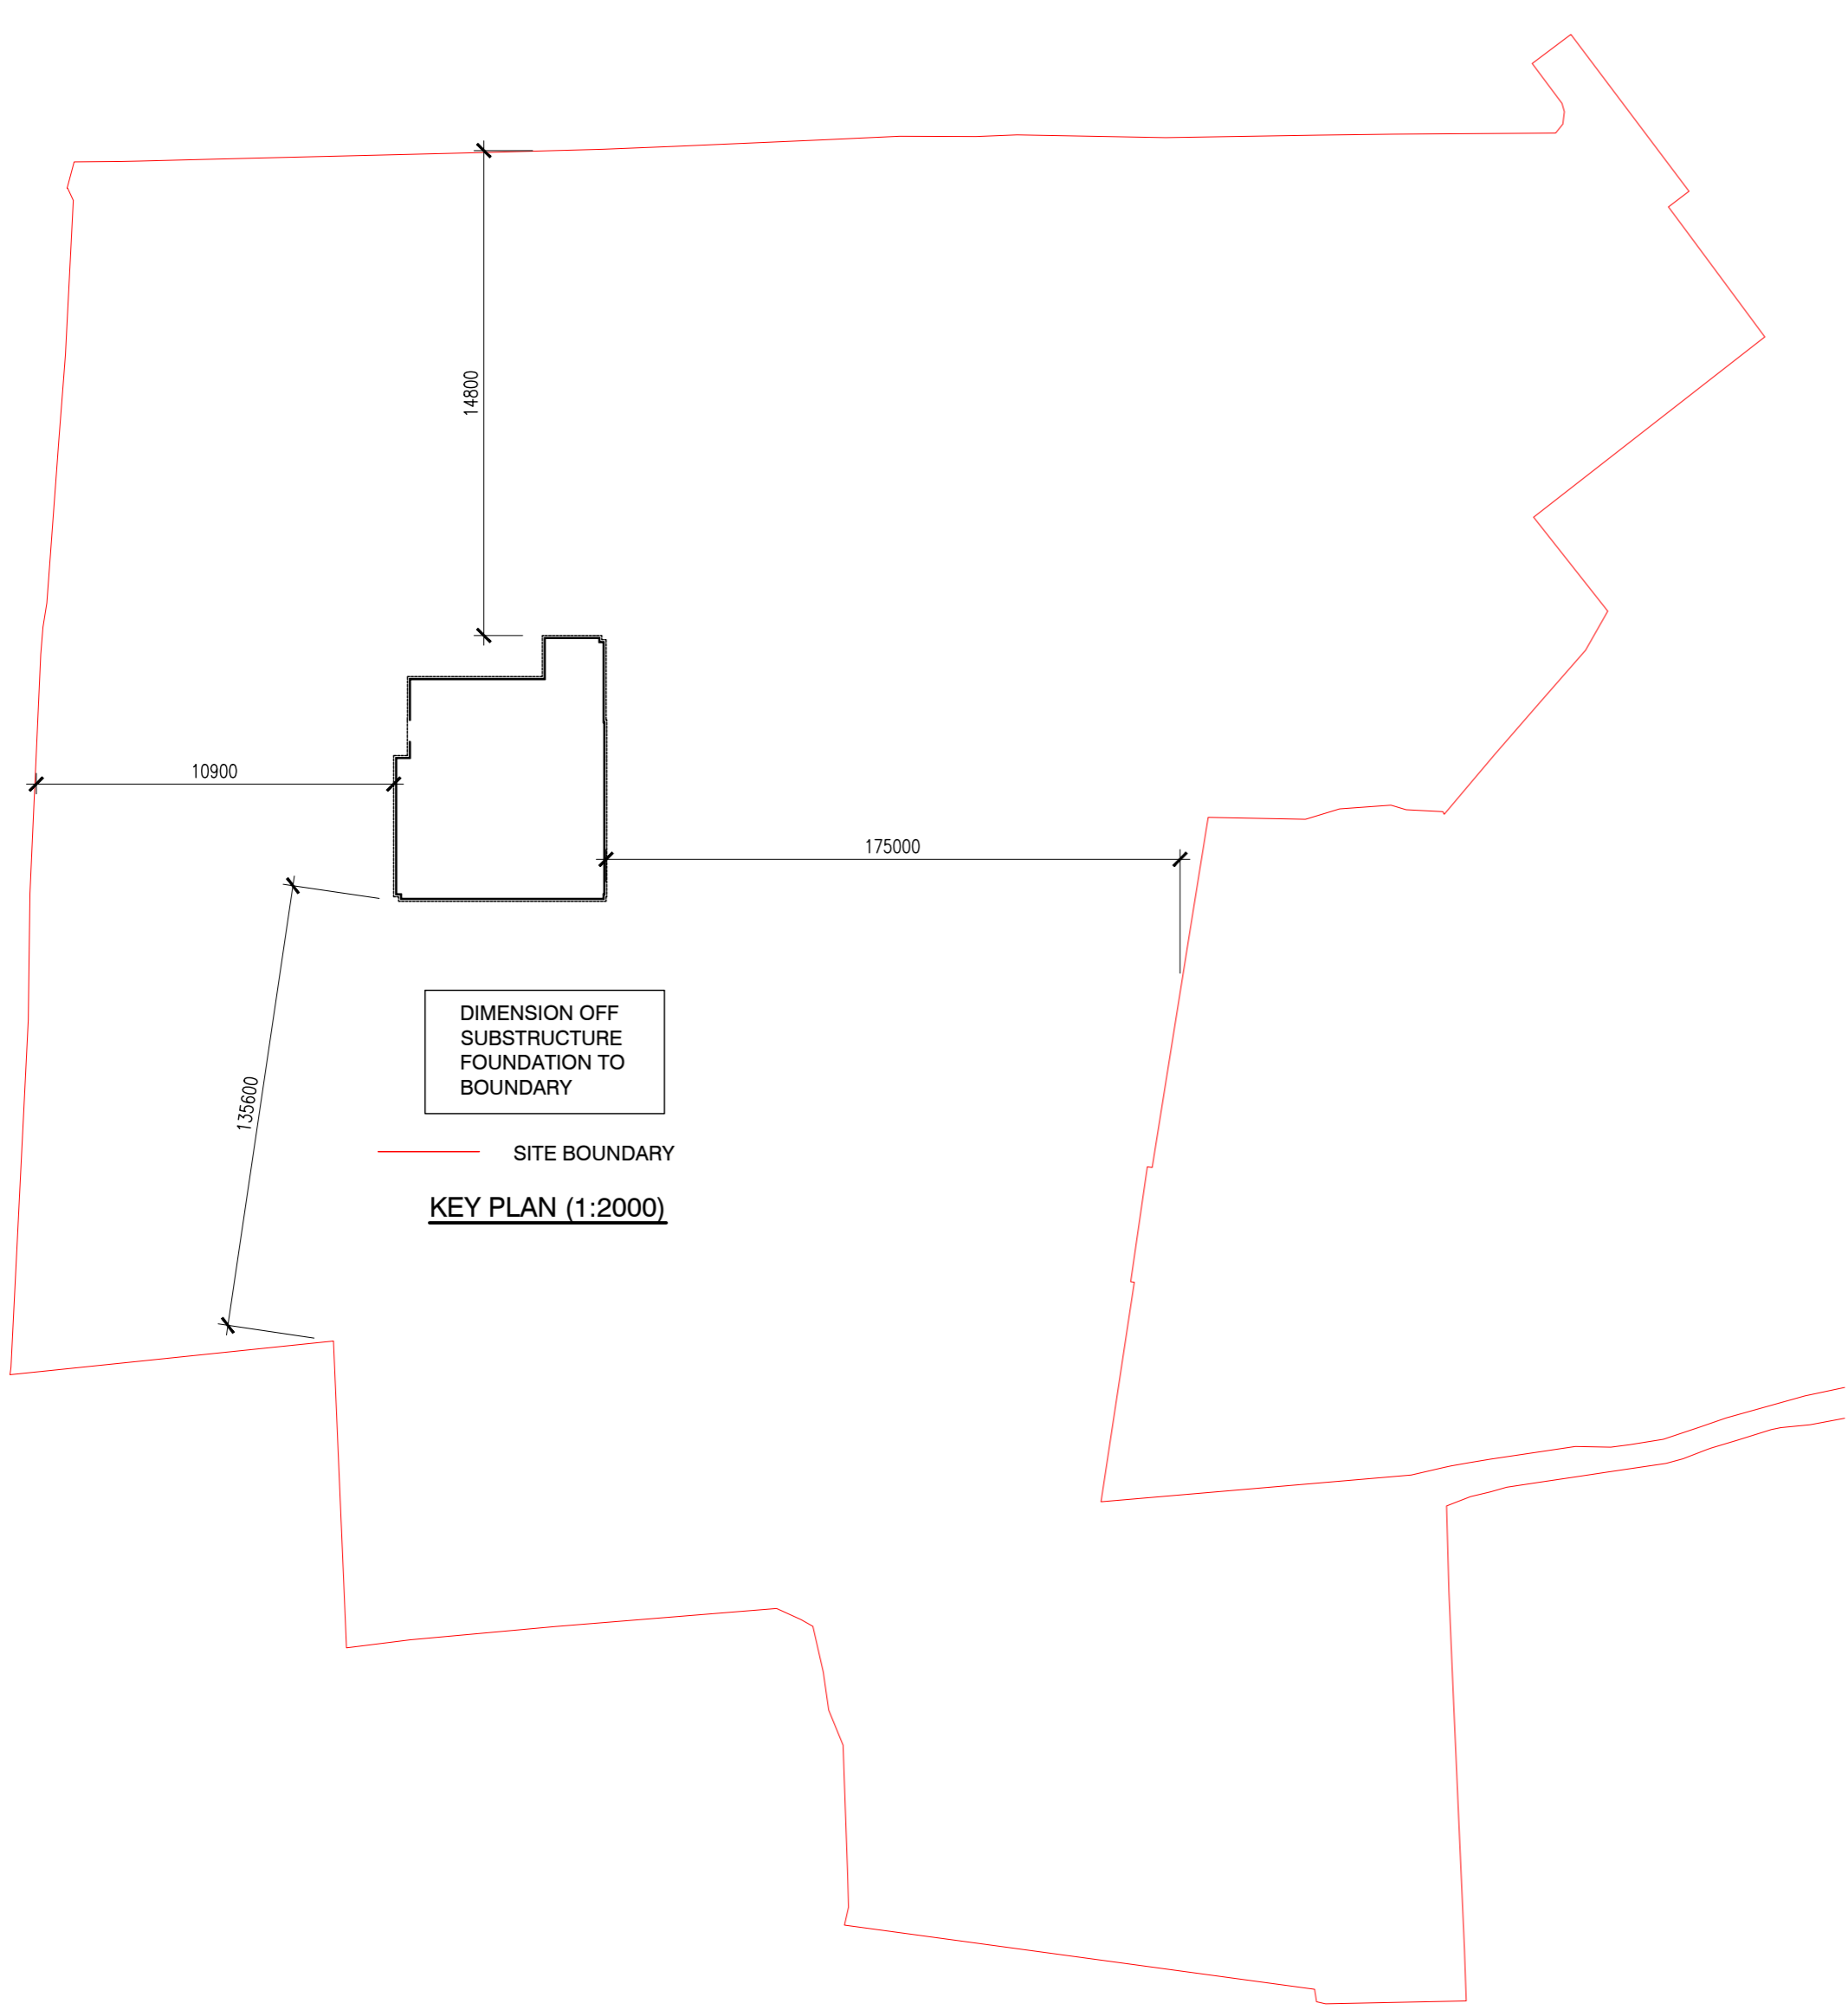 14800
10900
175000
135600
DIMENSION OFF
SUBSTRUCTURE
FOUNDATION TO
BOUNDARY
SITE BOUNDARY
KEY PLAN (1:2000)